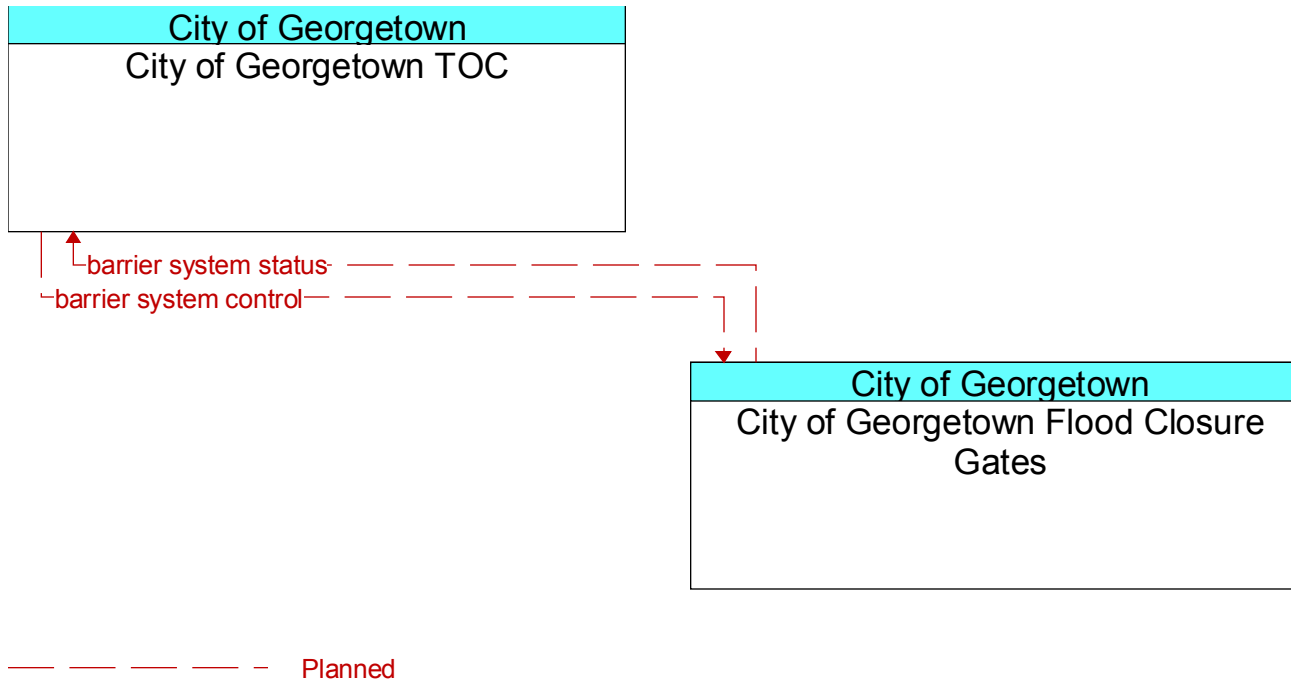 City of Georgetown
City of Georgetown TOC
barrier system status
barrier system control
City of Georgetown
City of Georgetown Flood Closure
Gates
Planned